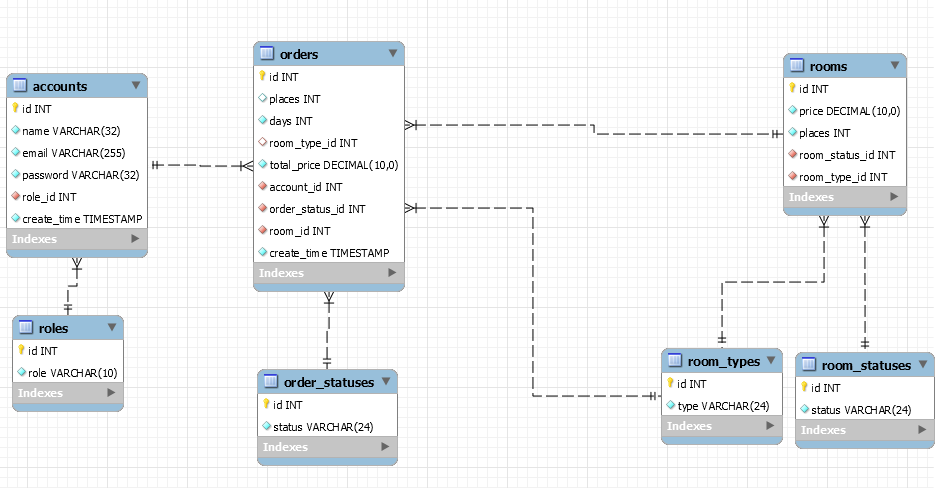 accounts
id INT
name VARCHAR(32)
email VARCHAR(255)
password VARCHAR(32)
role_id INT
create_time TIMESTAMP
Indexes
orders
id INT
places INT
days INT
room_type_id INT
total_price DECIMAL(10,0)
account_id INT
order_status_id INT
room_id INT
create_time TIMESTAMP
Indexes
rooms
id INT
price DECIMAL(10,0)
places INT
room_status_id INT
room_type_id INT
Indexes
roles
id INT
role VARCHAR(10)
Indexes
order_statuses
id INT
status VARCHAR(24)
Indexes
room_types
id INT
type VARCHAR(24)
Indexes
room_statuses
id INT
status VARCHAR(24)
Indexes